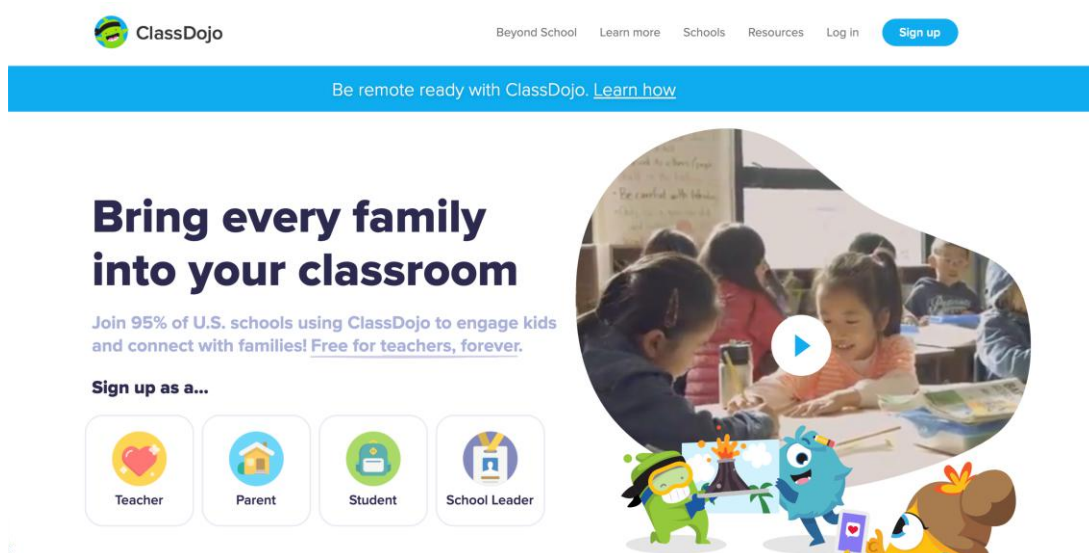 ClassDojo
Beyond School Learn more Schools Resources Log in Sign up
Be remote ready with ClassDojo. Learn how
Bring every family
into your classroom
Join 95% of U.S. schools using ClassDojo to engage kids
and connect with families! Free for teachers, forever.
Sign up as a...
Teacher Parent Student School Leader